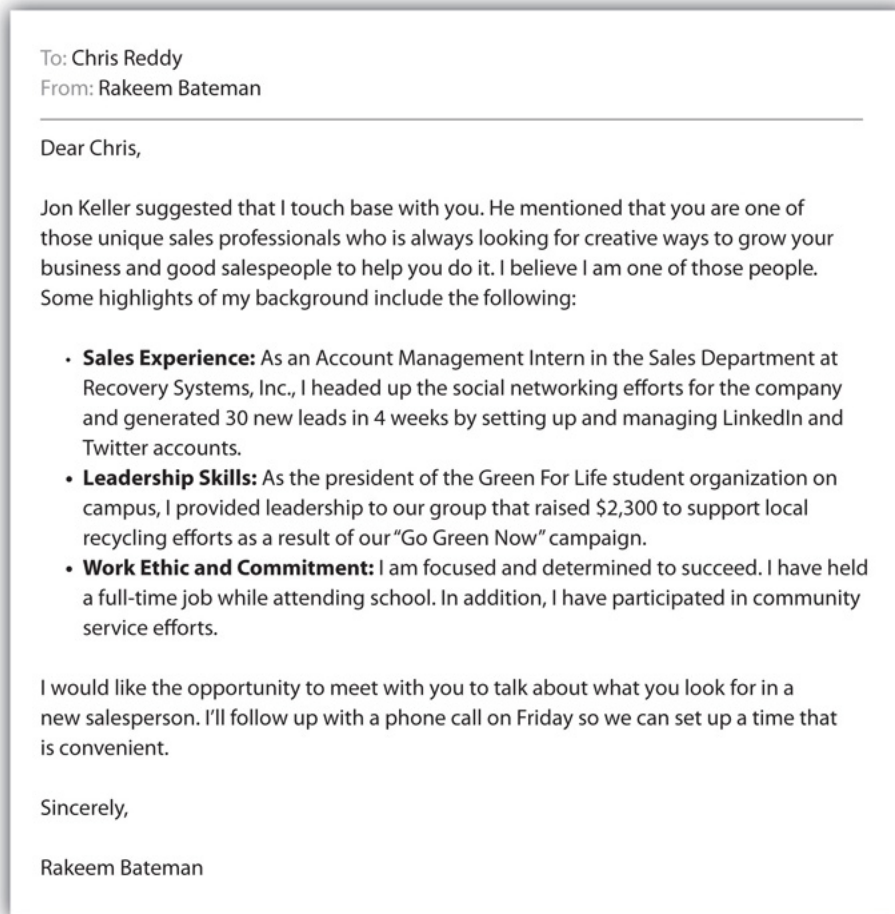 To: Chris Reddy
From: Rakeem Bateman
Dear Chris,
Jon Keller suggested that I touch base with you. He mentioned that you are one of
those unique sales professionals who is always looking for creative ways to grow your
business and good salespeople to help you do it. I believe I am one of those people.
Some highlights of my background include the following:
• Sales Experience: As an Account Management Intern in the Sales Department at
Recovery Systems, Inc., I headed up the social networking efforts for the company
and generated 30 new leads in 4 weeks by setting up and managing LinkedIn and
Twitter accounts.
• Leadership Skills: As the president of the Green For Life student organization on
campus, I provided leadership to our group that raised $2,300 to support local
recycling efforts as a result of our “Go Green Now” campaign.
• Work Ethic and Commitment: I am focused and determined to succeed. I have held
a full-time job while attending school. In addition, I have participated in community
service efforts.
I would like the opportunity to meet with you to talk about what you look for in a
new salesperson. I’ll follow up with a phone call on Friday so we can set up a time that
is convenient.
Sincerely,
Rakeem Bateman